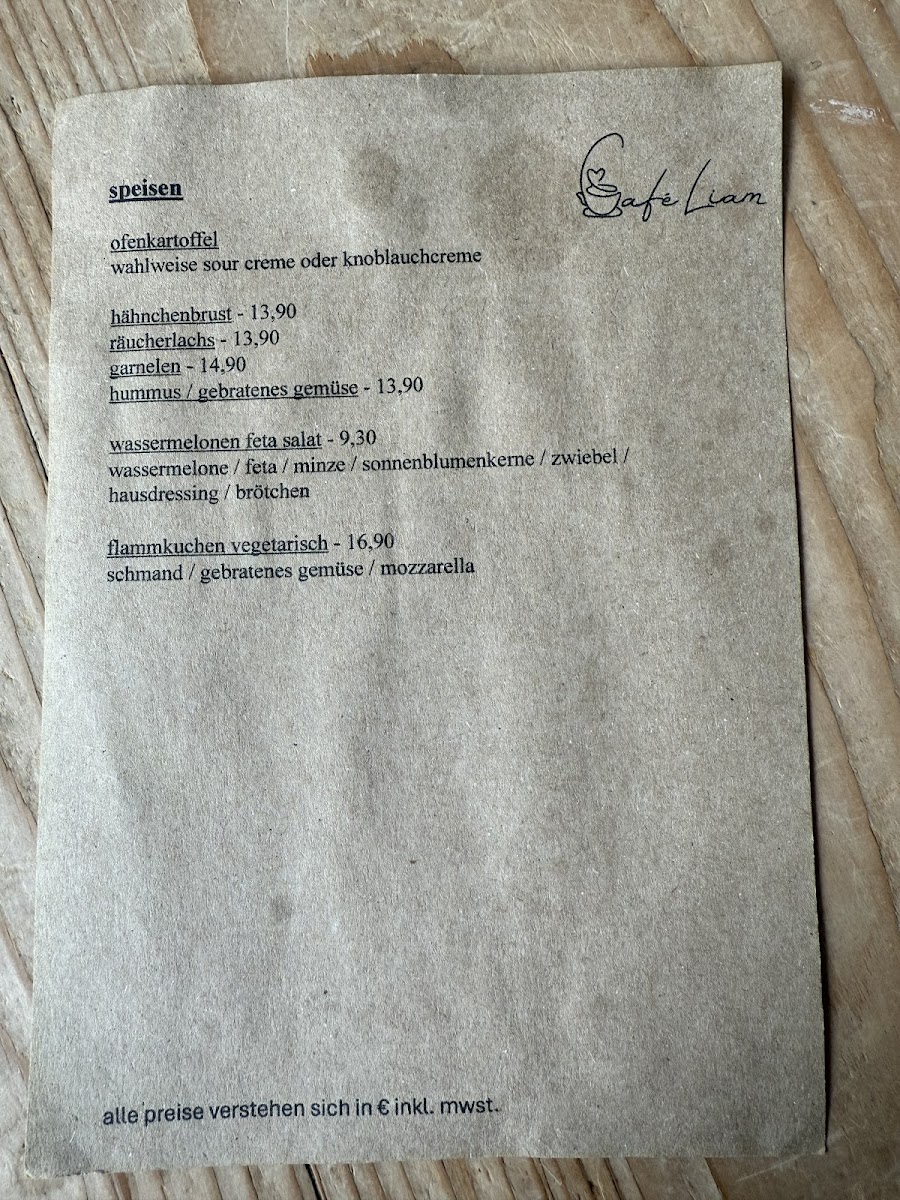 Café Liam
speisen
ofenkartoffel
wahlweise sour creme oder knoblauchcreme
hähnchenbrust - 13,90
räucherlachs - 13,90
garnelen - 14,90
hummus / gebratenes gemüse - 13,90
wassermelonen feta salat - 9,30
wassermelone / feta / minze / sonnenblumenkerne / zwiebel /
hausdressing / brötchen
flammkuchen vegetarisch - 16,90
schmand / gebratenes gemüse / mozzarella
alle preise verstehen sich in € inkl. mwst.